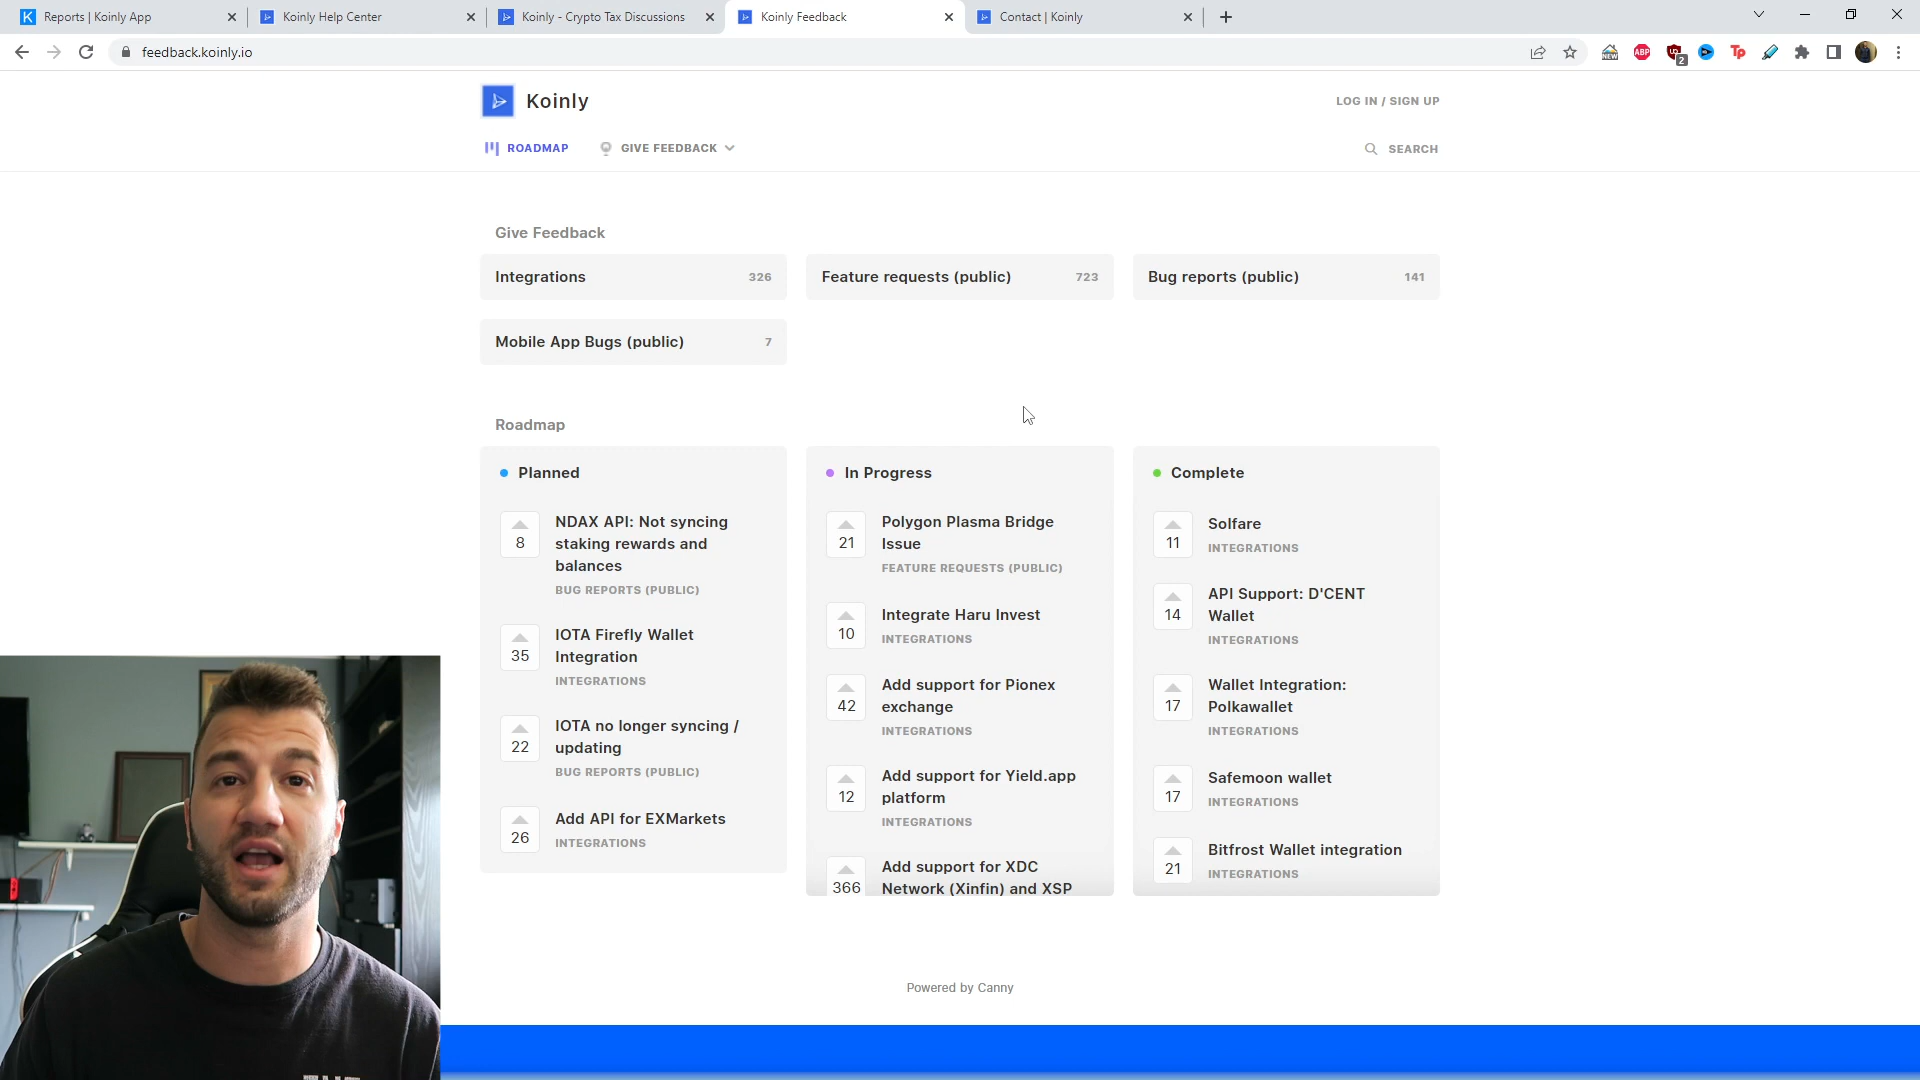 Reports | Koinly App
Koinly Help Center
Koinly - Crypto Tax Discussions
Koinly Feedback
Contact | Koinly
feedback.koinly.io
NEW
ABP
2
Tp
Koinly
LOG IN / SIGN UP
ROADMAP
GIVE FEEDBACK
SEARCH
Give Feedback
Integrations 326
Feature requests (public) 723
Bug reports (public) 141
Mobile App Bugs (public) 7
Roadmap
Planned
8
NDAX API: Not syncing
staking rewards and
balances
BUG REPORTS (PUBLIC)
35
IOTA Firefly Wallet
Integration
INTEGRATIONS
22
IOTA no longer syncing /
updating
BUG REPORTS (PUBLIC)
26
Add API for EXMarkets
INTEGRATIONS
In Progress
21
Polygon Plasma Bridge
Issue
FEATURE REQUESTS (PUBLIC)
10
Integrate Haru Invest
INTEGRATIONS
42
Add support for Pionex
exchange
INTEGRATIONS
12
Add support for Yield.app
platform
INTEGRATIONS
366
Add support for XDC
Network (Xinfin) and XSP
Complete
11
Solfare
INTEGRATIONS
14
API Support: D'CENT
Wallet
INTEGRATIONS
17
Wallet Integration:
Polkawallet
INTEGRATIONS
17
Safemoon wallet
INTEGRATIONS
21
Bitfrost Wallet integration
INTEGRATIONS
Powered by Canny